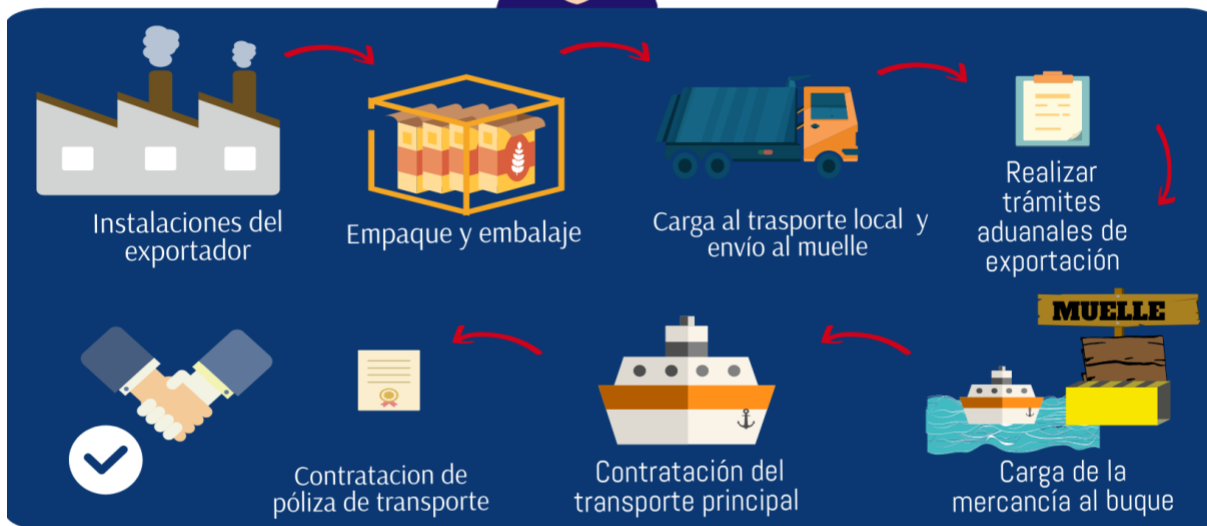 Instalaciones del
exportador
Empaque y embalaje
Carga al trasporte local y
envío al muelle
Realizar
trámites
aduanales de
exportación
MUELLE
Carga de la
mercancía al buque
Contratación del
transporte principal
Contratacion de
póliza de transporte